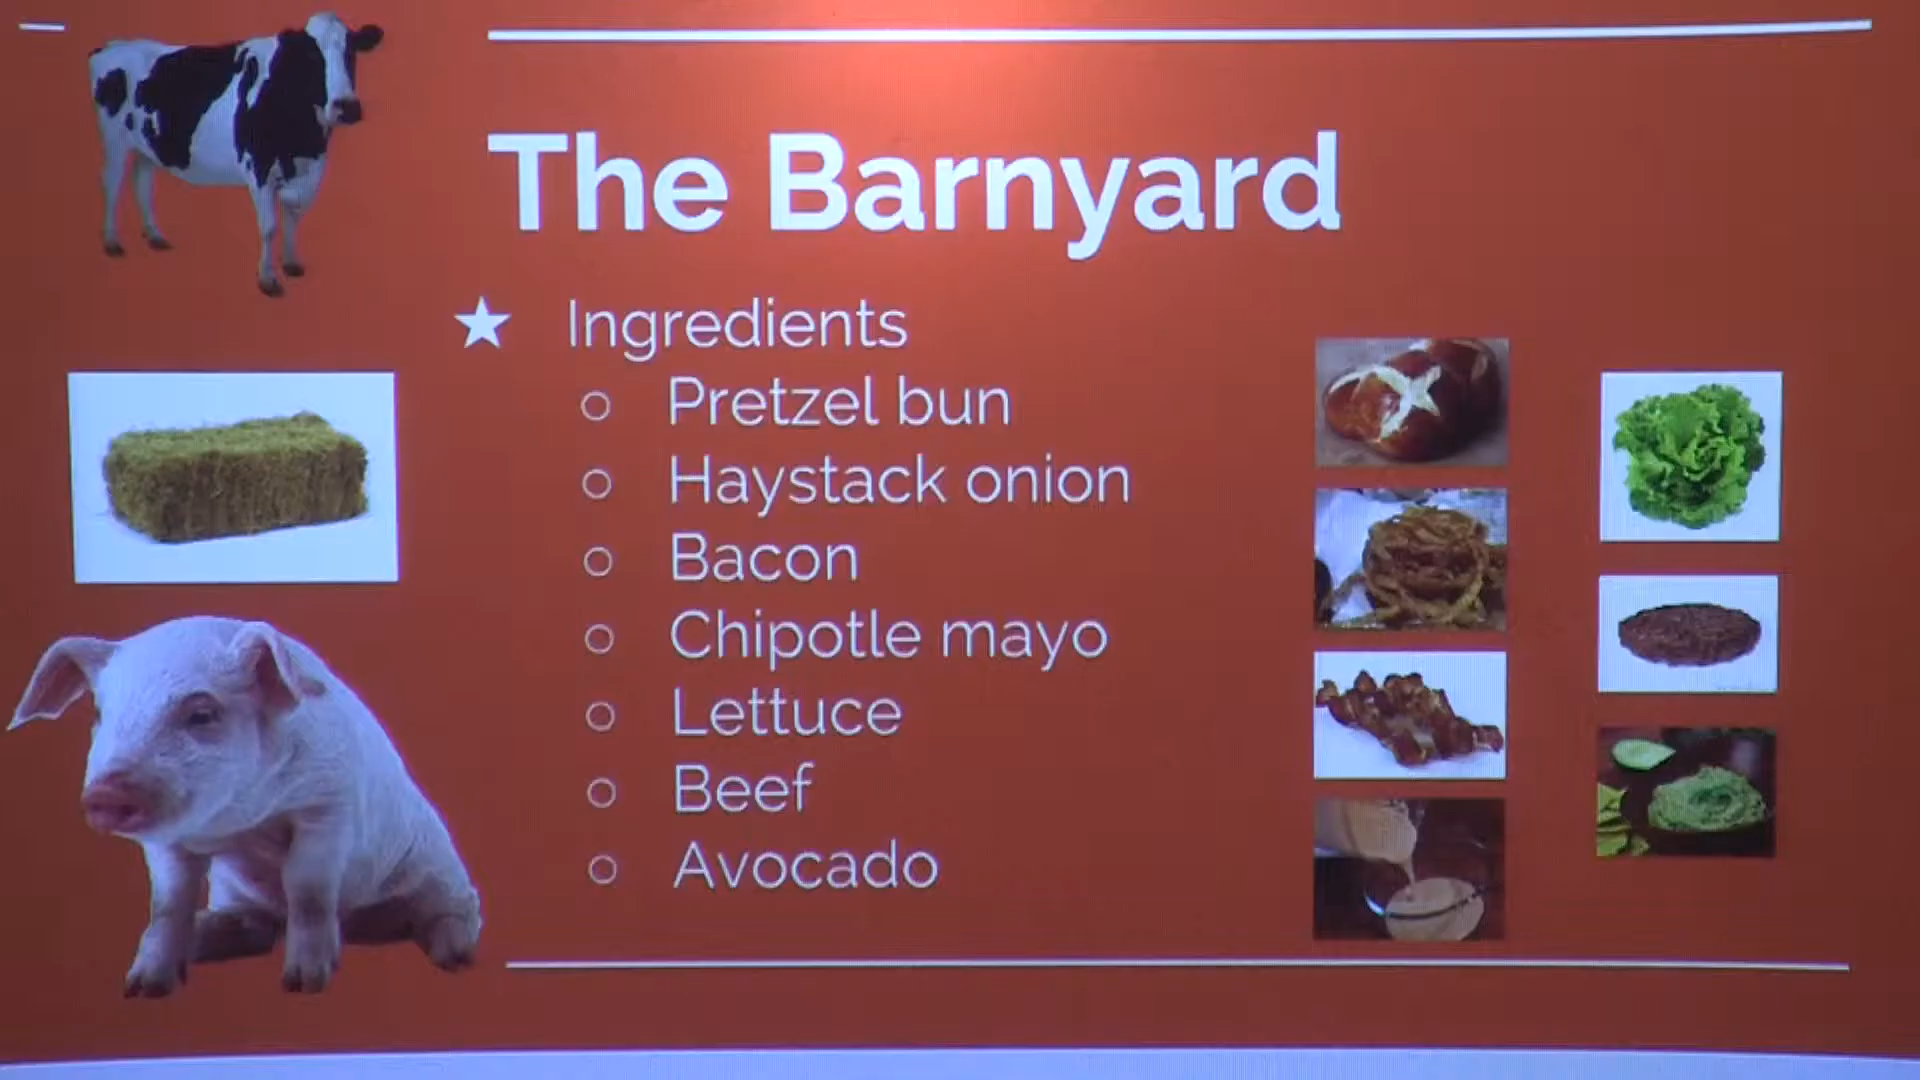 The Barnyard
Ingredients
Pretzel bun
Haystack onion
Bacon
Chipotle mayo
Lettuce
Beef
Avocado